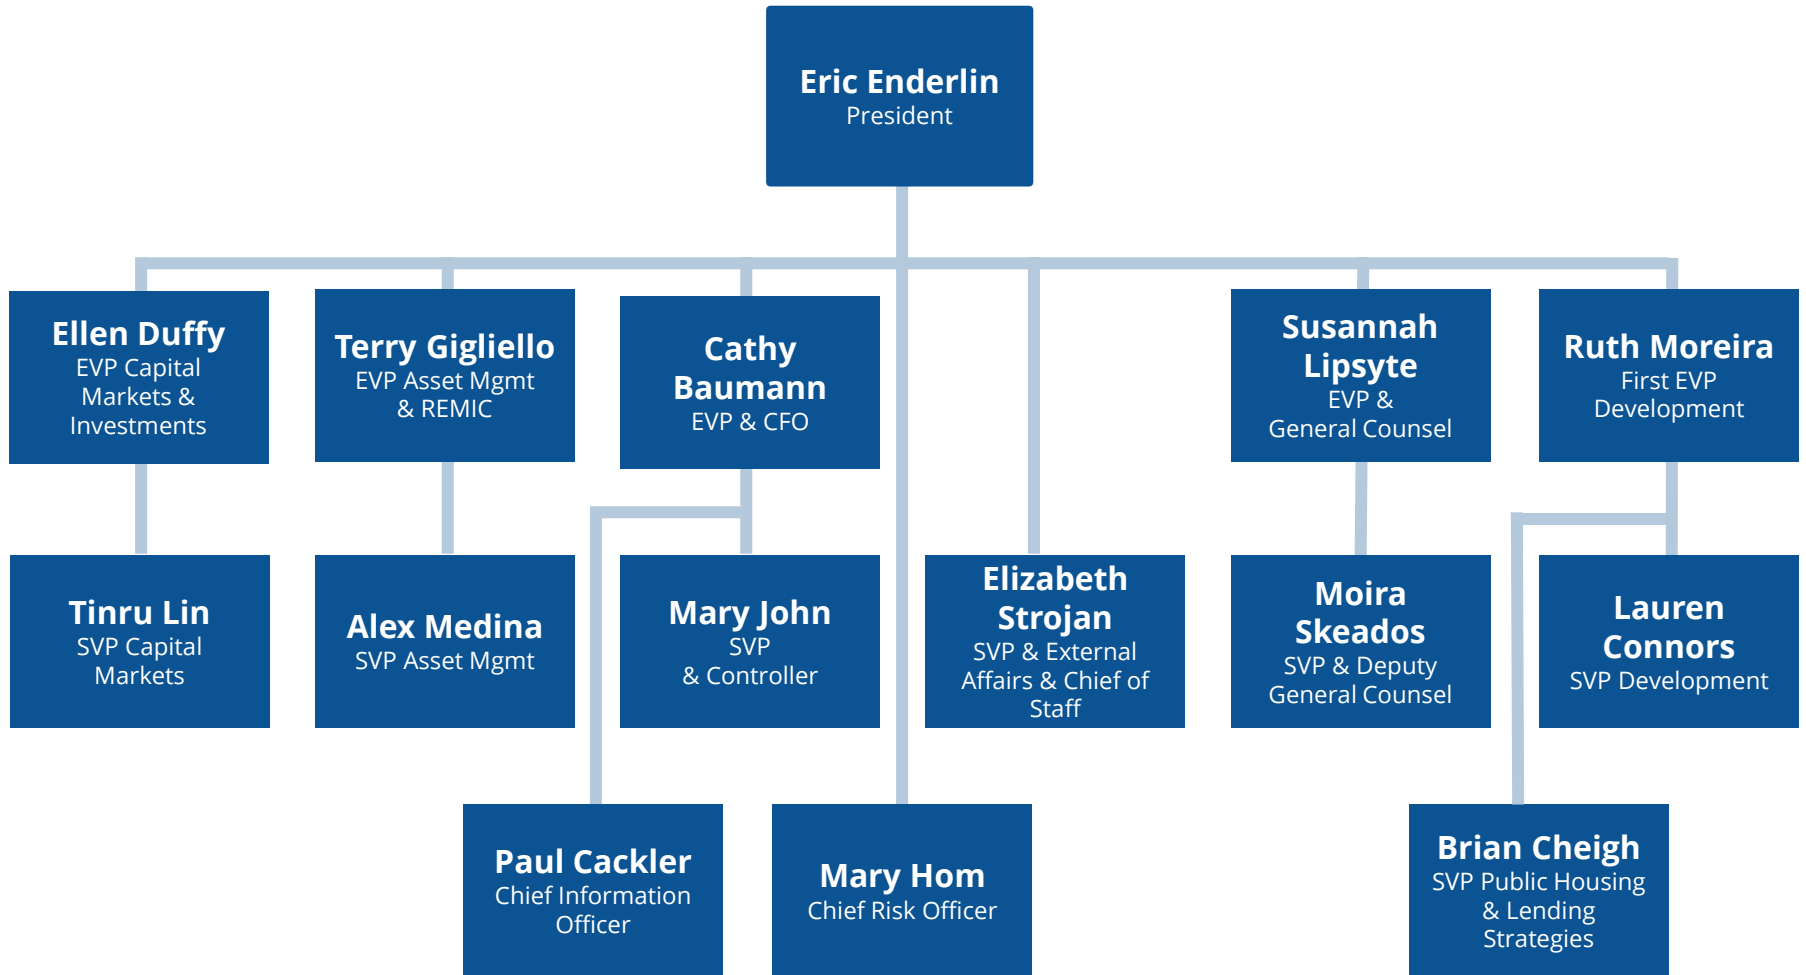 Eric Enderlin
President
Ellen Duffy
EVP Capital
Markets &
Investments
Terry Gigliello
EVP Asset Mgmt
& REMIC
Cathy
Baumann
EVP & CFO
Susannah
Lipsyte
EVP &
General Counsel
Ruth Moreira
First EVP
Development
Tinru Lin
SVP Capital
Markets
Alex Medina
SVP Asset Mgmt
Mary John
SVP
& Controller
Elizabeth
Strojan
SVP & External
Affairs & Chief of
Staff
Moira
Skeados
SVP & Deputy
General Counsel
Lauren
Connors
SVP Development
Paul Cackler
Chief Information
Officer
Mary Hom
Chief Risk Officer
Brian Cheigh
SVP Public Housing
& Lending
Strategies